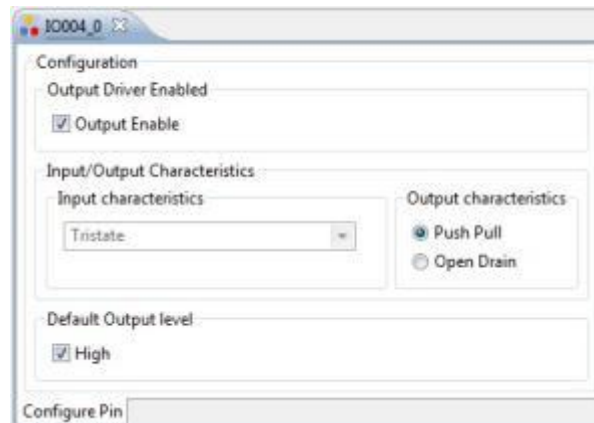 IO004_0
Configuration
Output Driver Enabled
Output Enable
Input/Output Characteristics
Input characteristics
Tristate
Output characteristics
Push Pull
Open Drain
Default Output level
High
Configure Pin